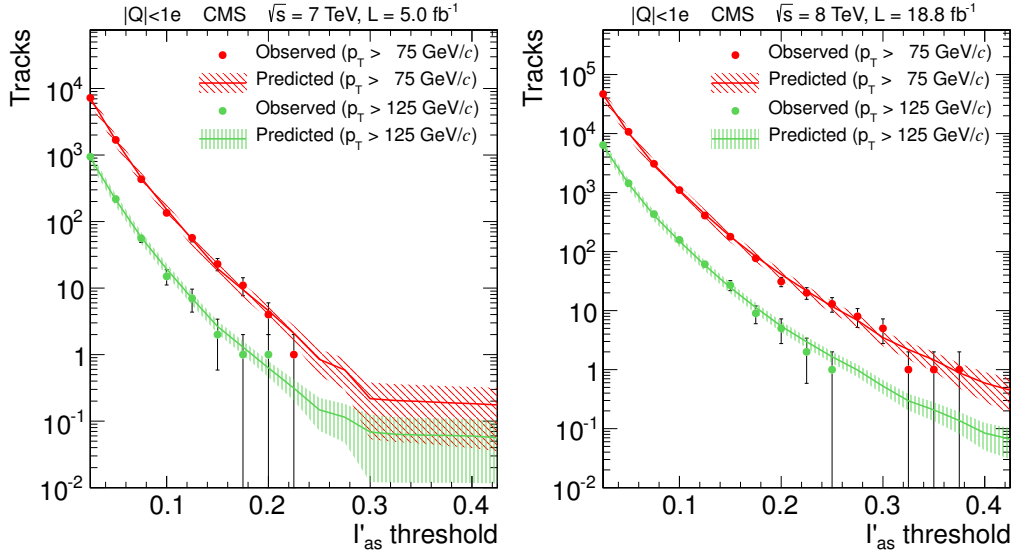 |Q|<1e CMS √s = 7 TeV, L = 5.0 fb⁻¹
Tracks
Observed (p_T > 75 GeV/c)
Predicted (p_T > 75 GeV/c)
Observed (p_T > 125 GeV/c)
Predicted (p_T > 125 GeV/c)
10⁴
10³
10²
10
1
10⁻¹
10⁻²
0.1 0.2 0.3 0.4
I'_as threshold
|Q|<1e CMS √s = 8 TeV, L = 18.8 fb⁻¹
Tracks
Observed (p_T > 75 GeV/c)
Predicted (p_T > 75 GeV/c)
Observed (p_T > 125 GeV/c)
Predicted (p_T > 125 GeV/c)
10⁵
10⁴
10³
10²
10
1
10⁻¹
10⁻²
0.1 0.2 0.3 0.4
I'_as threshold